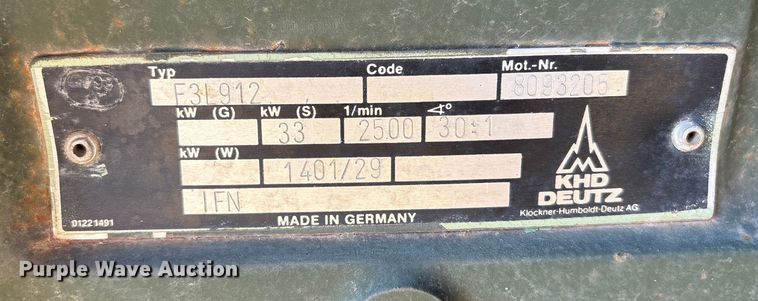 Typ Code Mot.-Nr.
F3L912 8093205
kW (G) kW (S) 1/min ∢°
33 2500 30±1
kW (W)
1401/29
IFN
KHD
DEUTZ
Klöckner-Humboldt-Deutz AG
01221491 MADE IN GERMANY
Purple Wave Auction